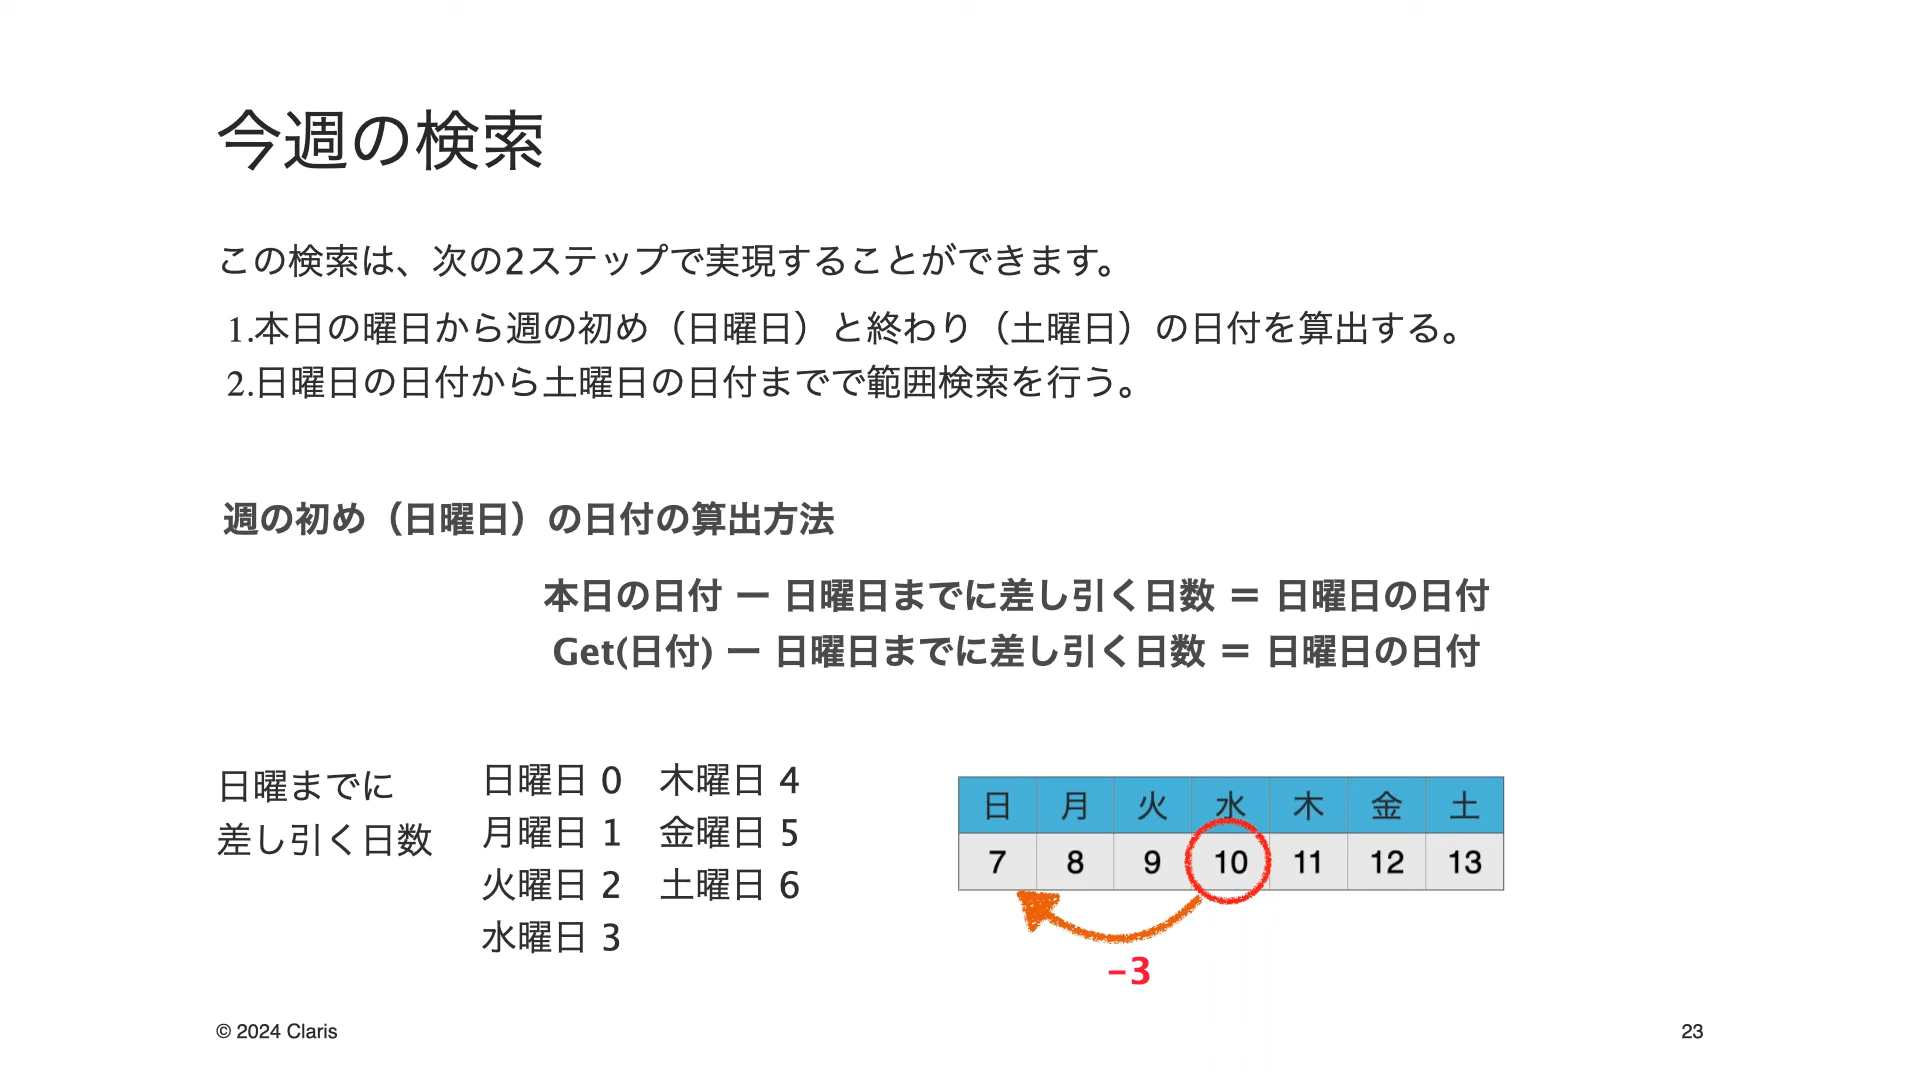 今週の検索
この検索は、次の2ステップで実現することができます。
1.本日の曜日から週の初め（日曜日）と終わり（土曜日）の日付を算出する。
2.日曜日の日付から土曜日の日付までで範囲検索を行う。
週の初め（日曜日）の日付の算出方法
本日の日付 ー 日曜日までに差し引く日数 ＝ 日曜日の日付
Get(日付) ー 日曜日までに差し引く日数 ＝ 日曜日の日付
日曜までに
差し引く日数
日曜日 0　木曜日 4
月曜日 1　金曜日 5
火曜日 2　土曜日 6
水曜日 3
日 月 火 水 木 金 土
7 8 9 10 11 12 13
−3
© 2024 Claris
23